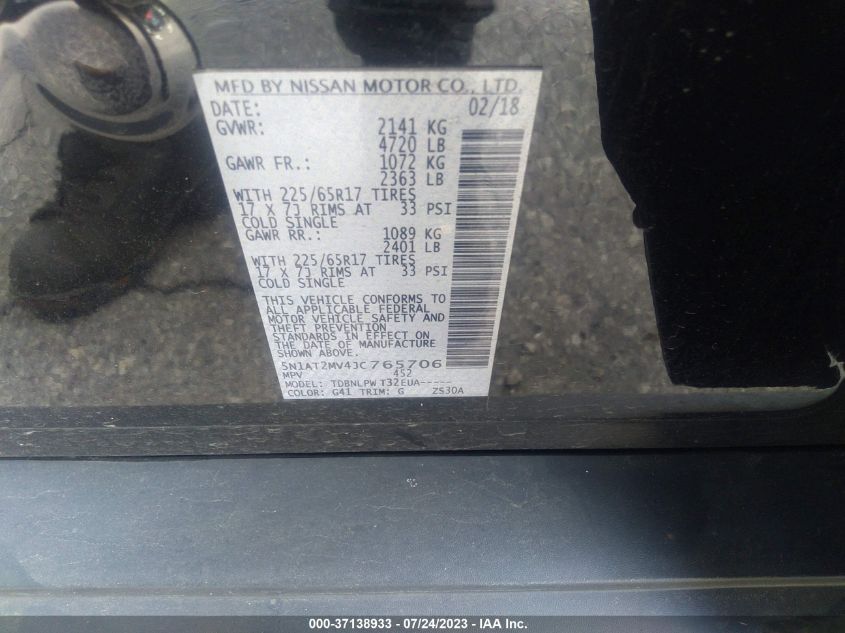 MFD BY NISSAN MOTOR CO., LTD.
DATE: 02/18
GVWR: 2141 KG
4720 LB
GAWR FR.: 1072 KG
2363 LB
WITH 225/65R17 TIRES
17 X 7J RIMS AT 33 PSI
COLD SINGLE
GAWR RR.: 1089 KG
2401 LB
WITH 225/65R17 TIRES
17 X 7J RIMS AT 33 PSI
COLD SINGLE
THIS VEHICLE CONFORMS TO
ALL APPLICABLE FEDERAL
MOTOR VEHICLE SAFETY AND
THEFT PREVENTION
STANDARDS IN EFFECT ON
THE DATE OF MANUFACTURE
SHOWN ABOVE.
5N1AT2MV4JC765706
MPV 4S2
MODEL: TDBNLPW T32EUA-----
COLOR: G41 TRIM: G ZS30A
000-37138933 - 07/24/2023 - IAA Inc.